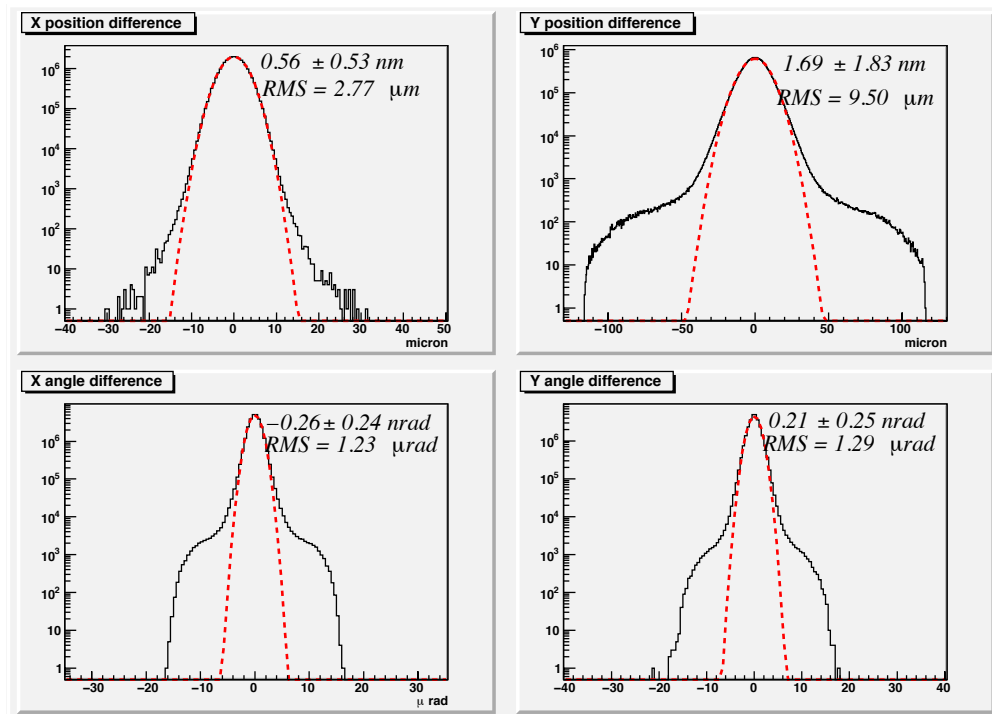 X position difference
0.56 ± 0.53 nm
RMS = 2.77 μm
10⁶
10⁵
10⁴
10³
10²
10
1
−40 −30 −20 −10 0 10 20 30 40 50
micron
Y position difference
1.69 ± 1.83 nm
RMS = 9.50 μm
10⁶
10⁵
10⁴
10³
10²
10
1
−100 −50 0 50 100
micron
X angle difference
−0.26 ± 0.24 nrad
RMS = 1.23 μrad
10⁶
10⁵
10⁴
10³
10²
10
1
−30 −20 −10 0 10 20 30
μ rad
Y angle difference
0.21 ± 0.25 nrad
RMS = 1.29 μrad
10⁶
10⁵
10⁴
10³
10²
10
1
−40 −30 −20 −10 0 10 20 30 40